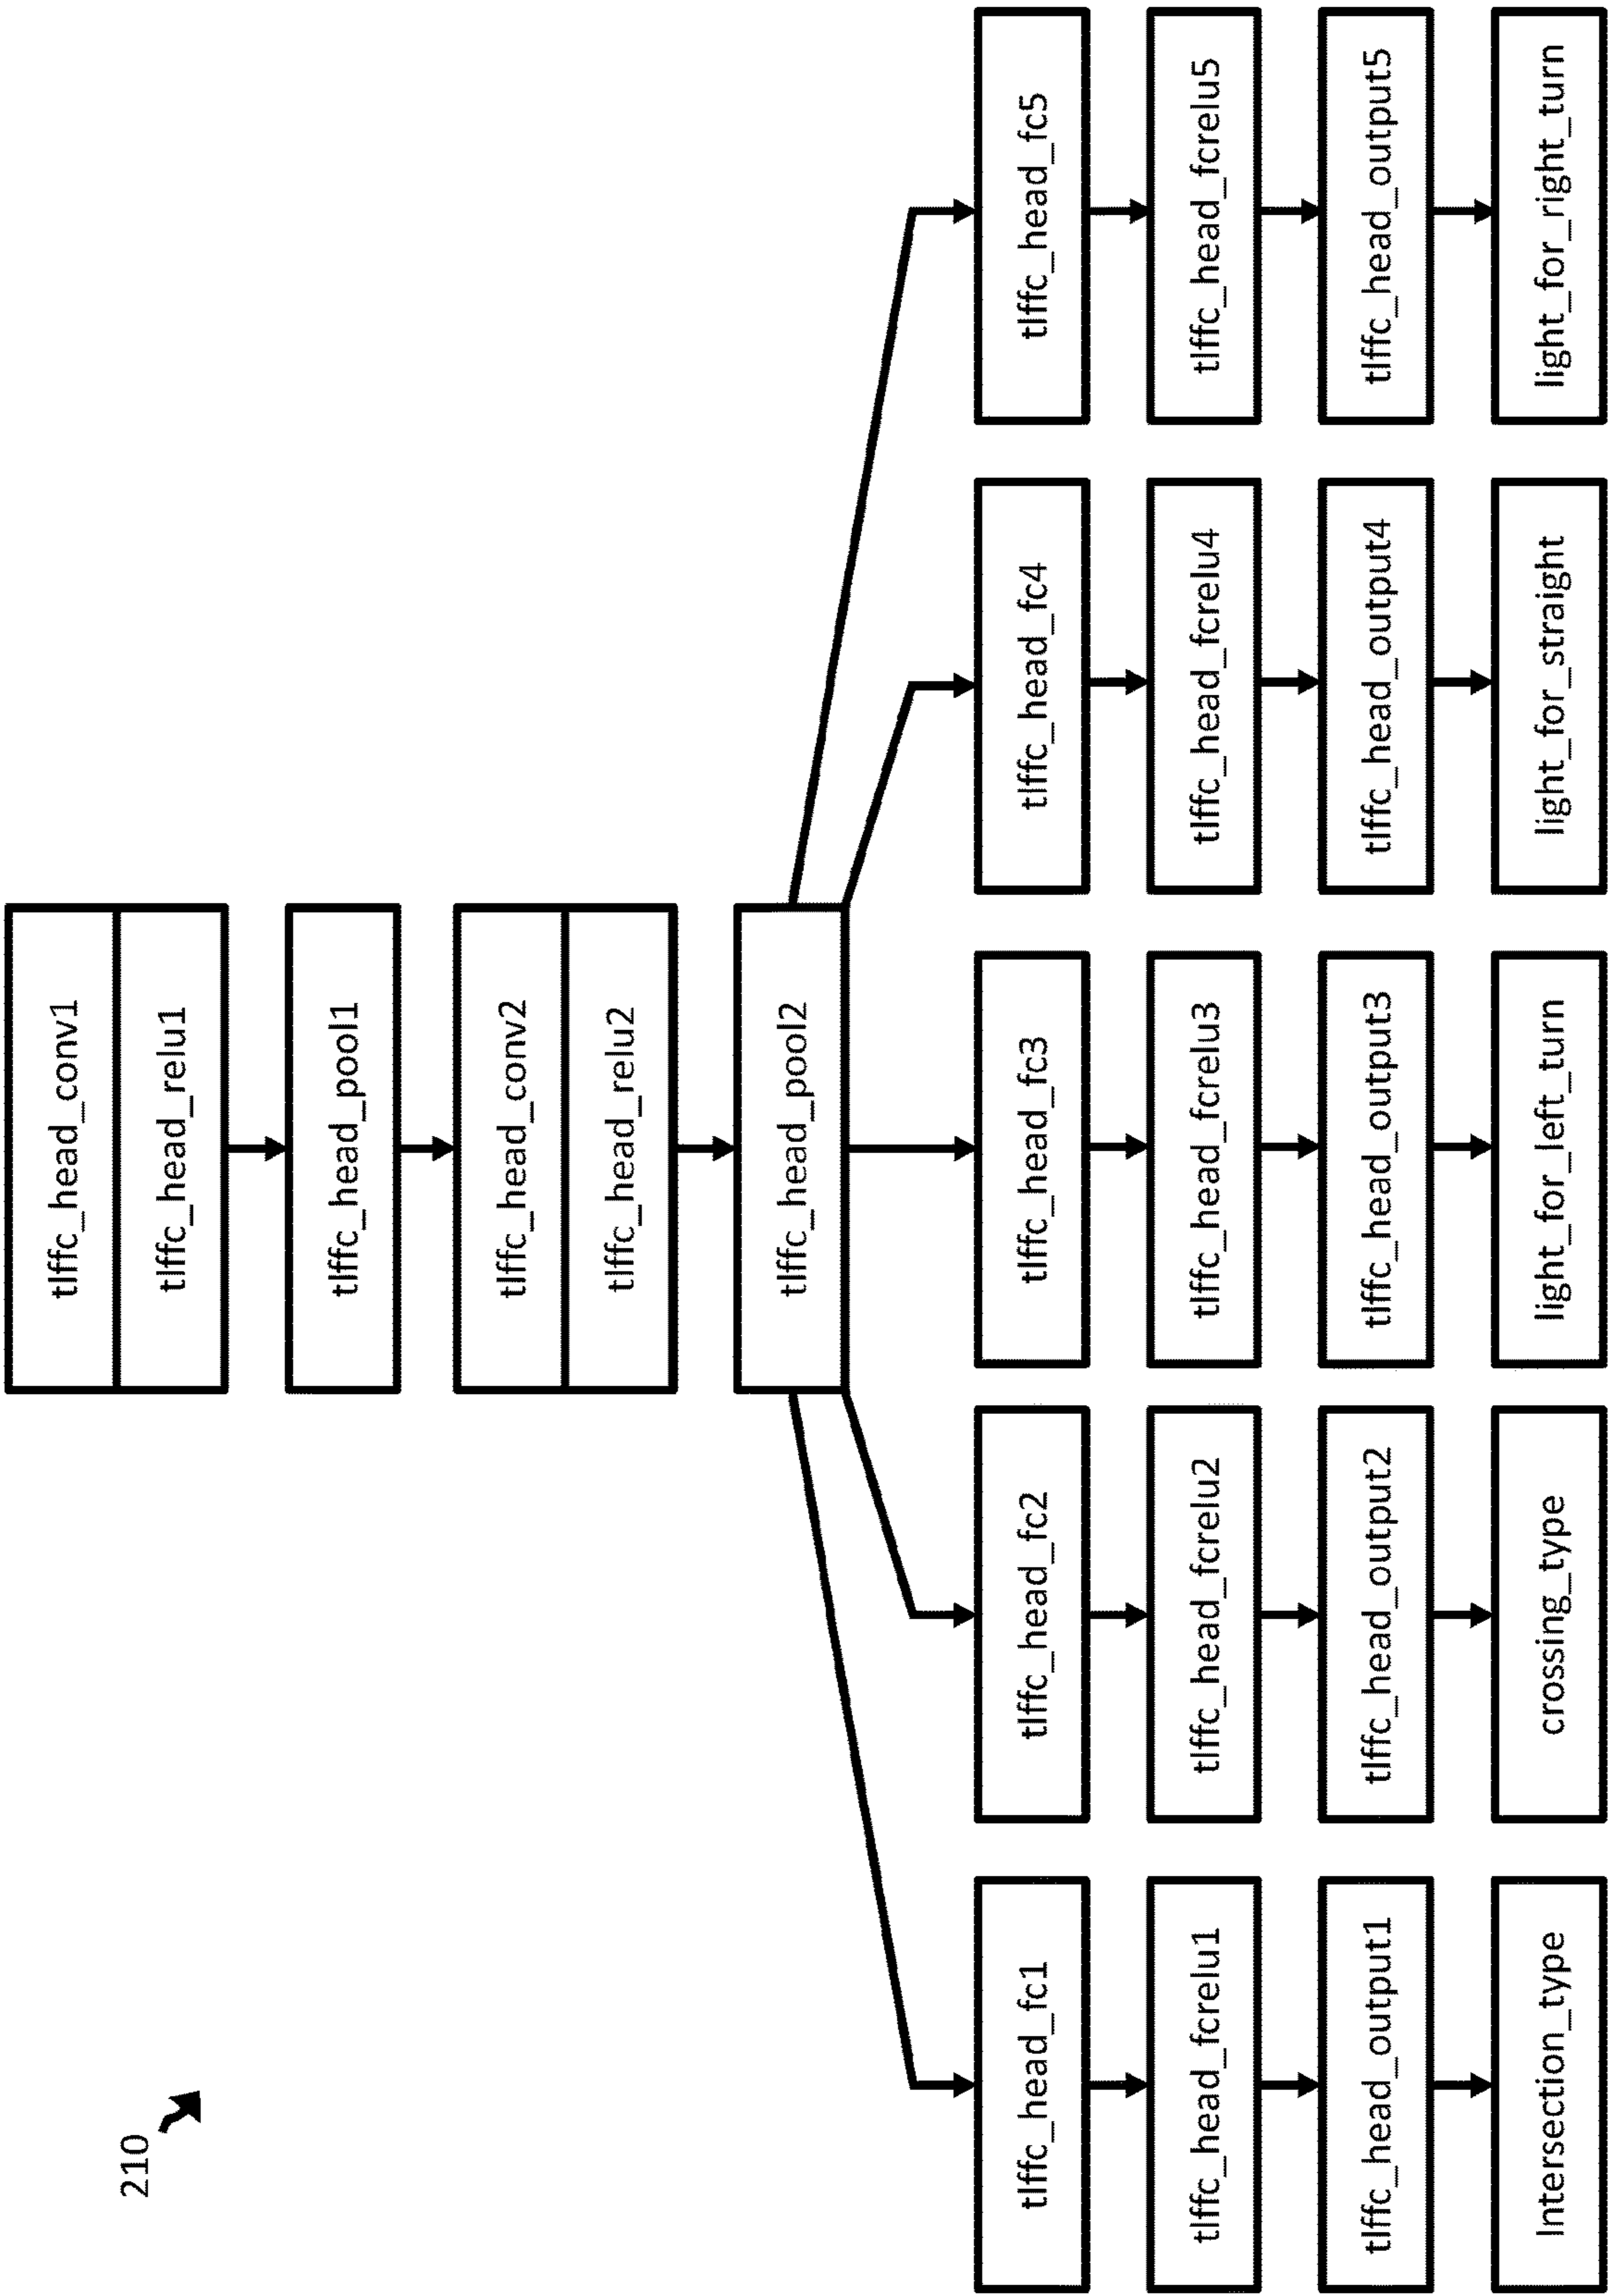 210
tlffc_head_conv1
tlffc_head_relu1
tlffc_head_pool1
tlffc_head_conv2
tlffc_head_relu2
tlffc_head_pool2
tlffc_head_fc1
tlffc_head_fc2
tlffc_head_fc3
tlffc_head_fc4
tlffc_head_fc5
tlffc_head_fcrelu1
tlffc_head_fcrelu2
tlffc_head_fcrelu3
tlffc_head_fcrelu4
tlffc_head_fcrelu5
tlffc_head_output1
tlffc_head_output2
tlffc_head_output3
tlffc_head_output4
tlffc_head_output5
Intersection_type
crossing_type
light_for_left_turn
light_for_straight
light_for_right_turn